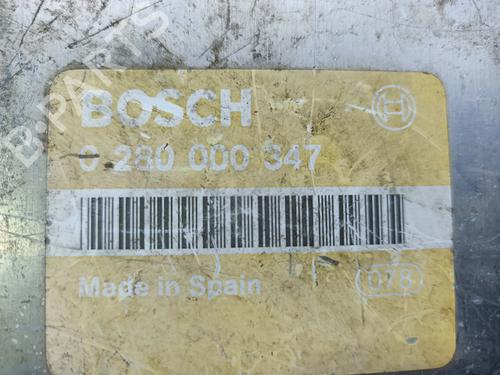 B-PARTS
BOSCH
0 280 000 347
Made in Spain
078